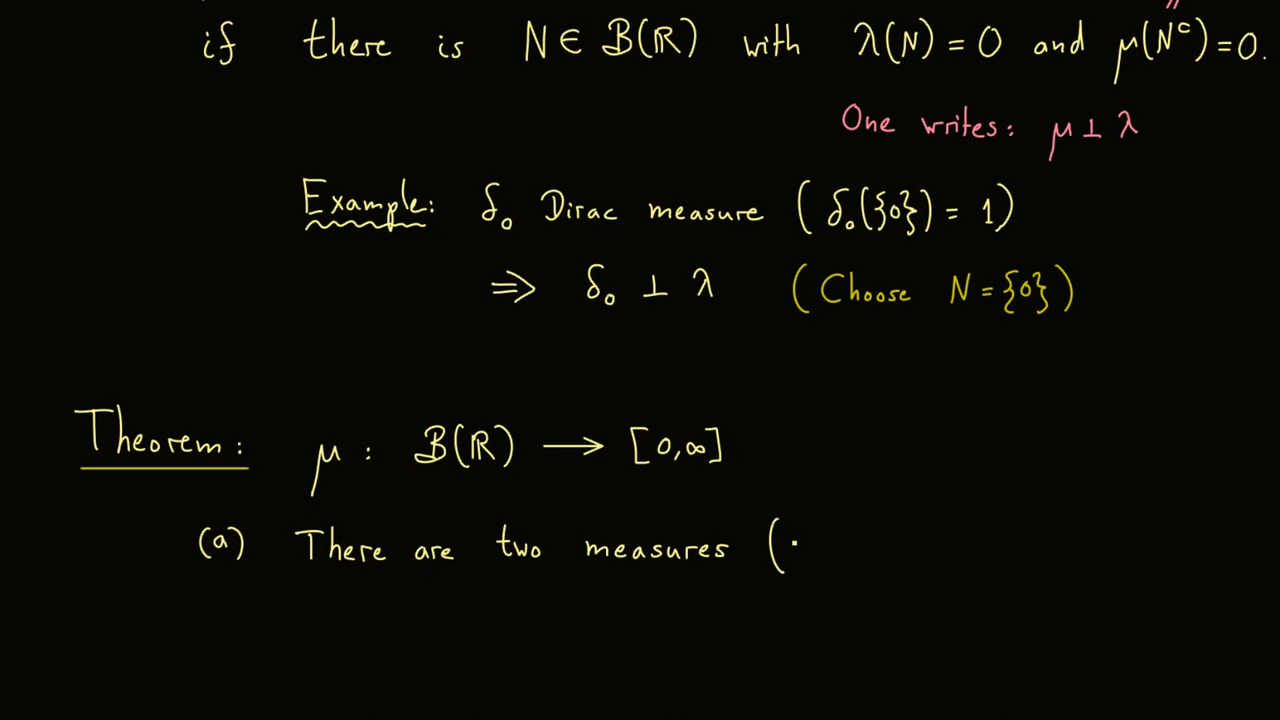 if there is N ∈ B(ℝ) with λ(N) = 0 and μ(Nᶜ) = 0.
One writes: μ ⊥ λ
Example: δ₀ Dirac measure (δ₀({0}) = 1)
⇒ δ₀ ⊥ λ (Choose N = {0})
Theorem: μ : B(ℝ) ⟶ [0,∞]
(a) There are two measures (